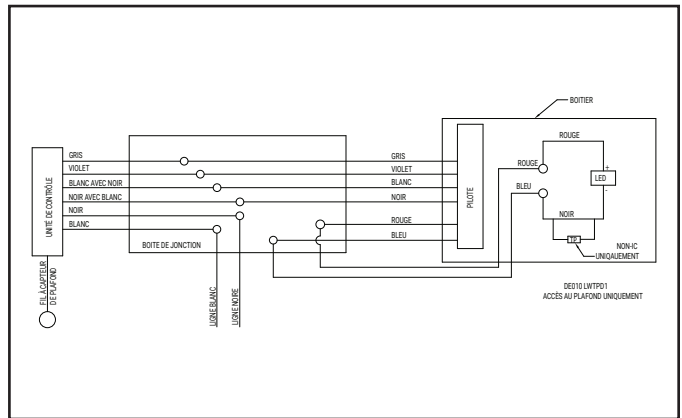 BOITIER
ROUGE
GRIS
GRIS
VIOLET
VIOLET
ROUGE
+
LED
-
BLANC AVEC NOIR
BLANC
BLEU
NOIR AVEC BLANC
NOIR
NOIR
ROUGE
BLANC
BLEU
UNITÉ DE CONTRÔLE
BOITE DE JONCTION
PILOTE
NOIR
TP
NON-IC
UNIQAUEMENT
FIL À CAPTEUR
DE PLAFOND
LIGNE BLANC
LIGNE NOIRE
DE010 LWTPD1
ACCÈS AU PLAFOND UNIQUEMENT